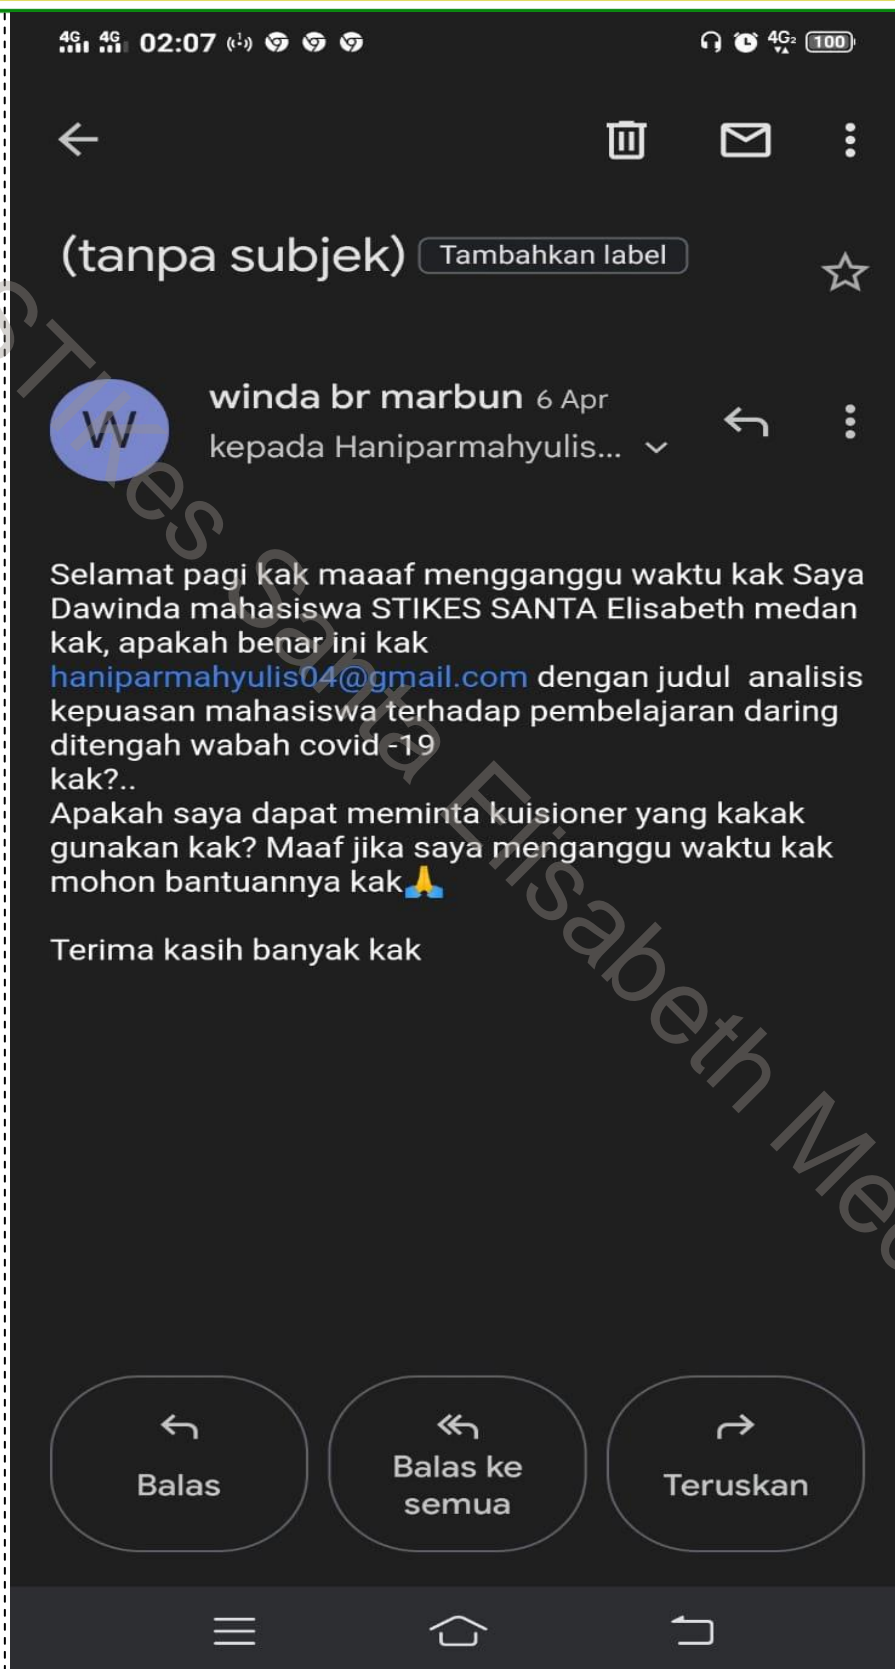 4G 4G 02:07 4G2 100
(tanpa subjek) Tambahkan label
W
winda br marbun 6 Apr
kepada Haniparmahyulis...
Selamat pagi kak maaaf mengganggu waktu kak Saya
Dawinda mahasiswa STIKES SANTA Elisabeth medan
kak, apakah benar ini kak
haniparmahyulis04@gmail.com dengan judul analisis
kepuasan mahasiswa terhadap pembelajaran daring
ditengah wabah covid -19
kak?..
Apakah saya dapat meminta kuisioner yang kakak
gunakan kak? Maaf jika saya menganggu waktu kak
mohon bantuannya kak🙏
Terima kasih banyak kak
Balas
Balas ke
semua
Teruskan
STIKes Santa Elisabeth Med